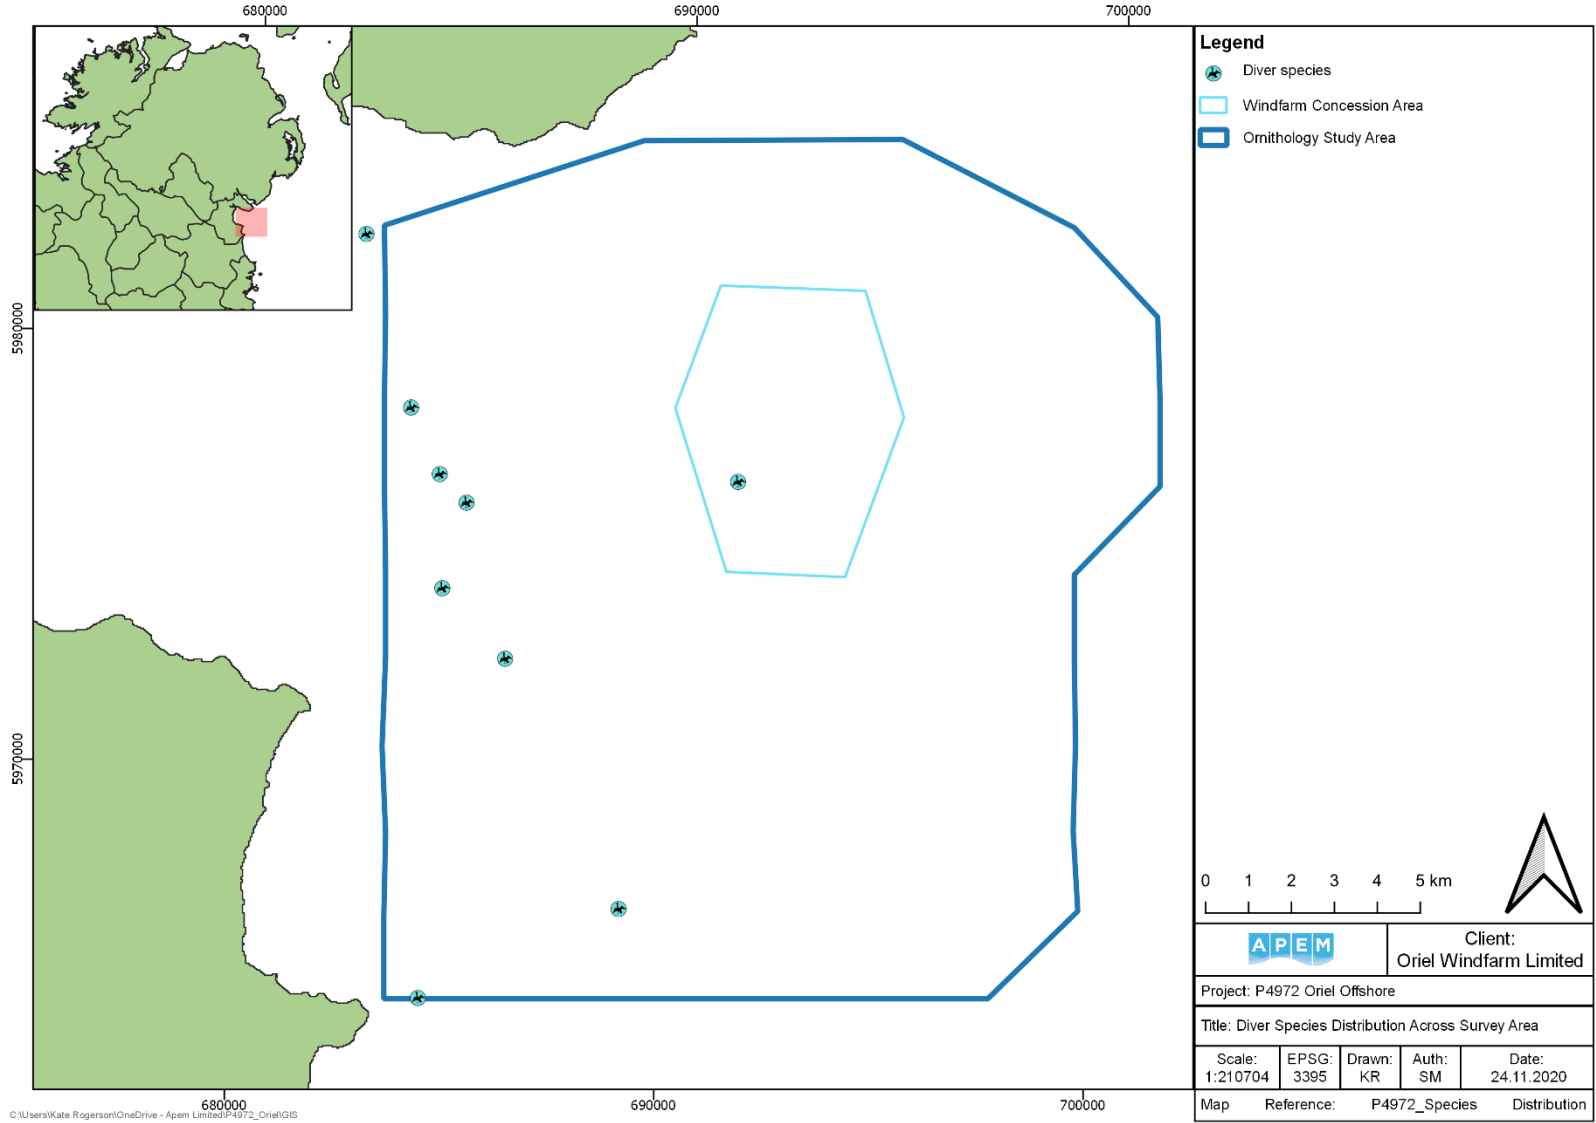 680000
690000
700000
5980000
5970000
680000
690000
700000
Legend
Diver species
Windfarm Concession Area
Ornithology Study Area
0 1 2 3 4 5 km
APEM
Client:
Oriel Windfarm Limited
Project: P4972 Oriel Offshore
Title: Diver Species Distribution Across Survey Area
Scale:
1:210704
EPSG:
3395
Drawn:
KR
Auth:
SM
Date:
24.11.2020
Map Reference: P4972_Species Distribution
C:\Users\Kate Rogerson\OneDrive - Apem Limited\P4972_Oriel\GIS